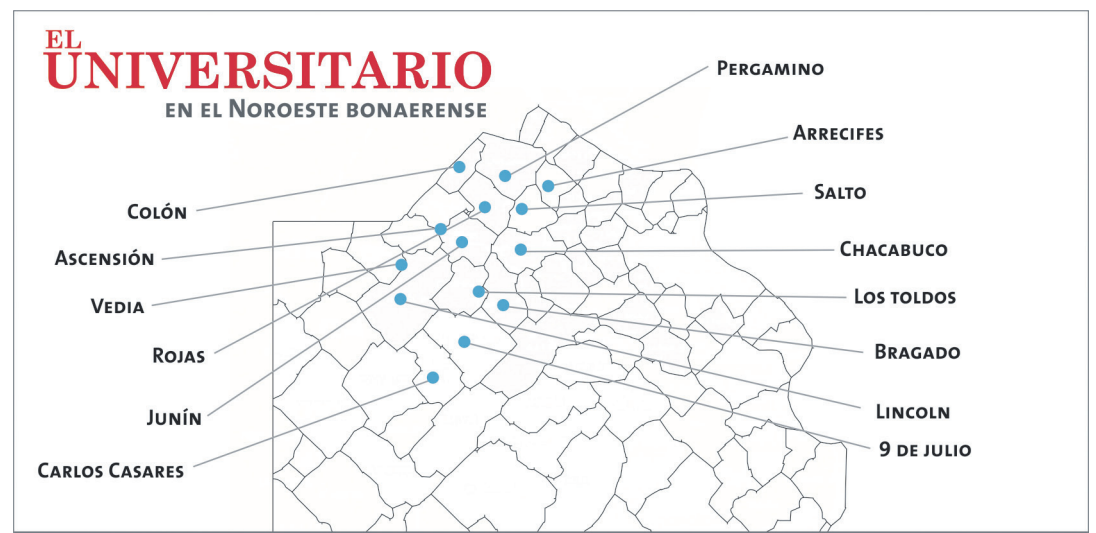 EL
UNIVERSITARIO
EN EL NOROESTE BONAERENSE
PERGAMINO
ARRECIFES
SALTO
COLÓN
CHACABUCO
ASCENSIÓN
LOS TOLDOS
VEDIA
BRAGADO
ROJAS
LINCOLN
JUNÍN
9 DE JULIO
CARLOS CASARES